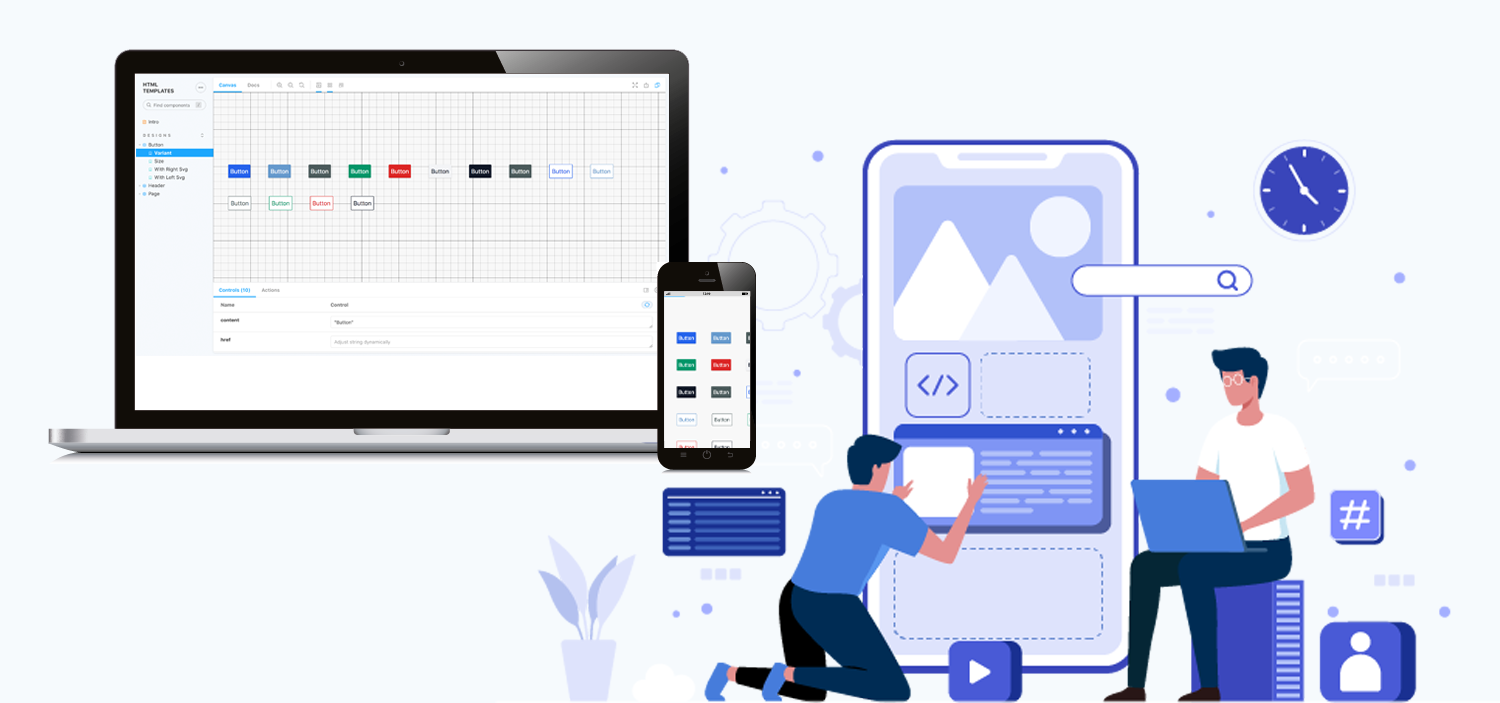 HTML
TEMPLATES
Find components
Intro
DESIGNS
Button
Variant
Size
With Right Svg
With Left Svg
Header
Page
Canvas Docs
Button Button Button Button Button Button Button Button Button Button
Button Button Button Button
Controls (10) Actions
Name Control
content "Button"
href Adjust string dynamically
Button Button
Button Button
Button Button
Button Button
Button Button
</>
#